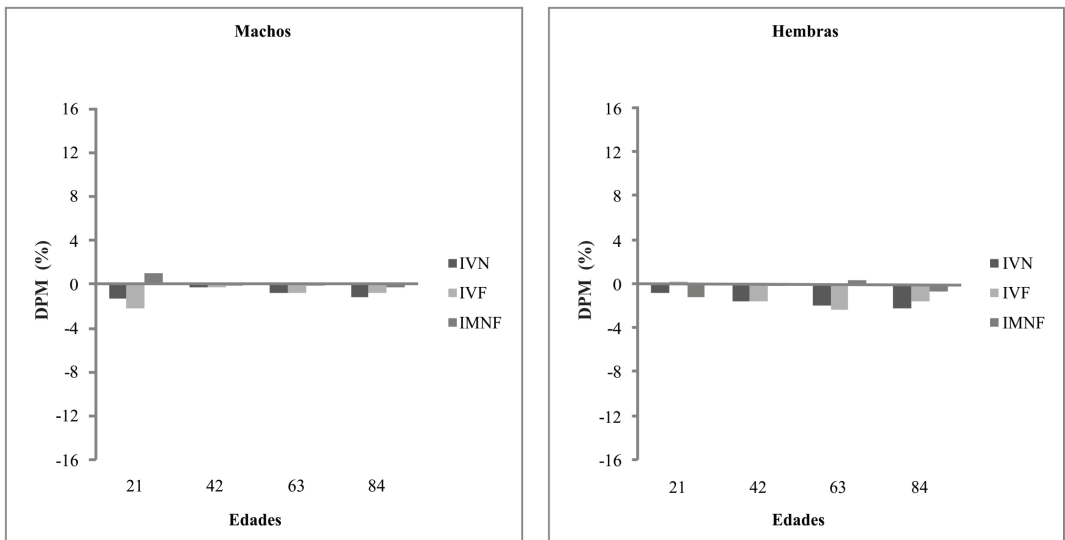 Machos
16
12
8
4
0
-4
-8
-12
-16
DPM (%)
21 42 63 84
Edades
IVN
IVF
IMNF
Hembras
16
12
8
4
0
-4
-8
-12
-16
DPM (%)
21 42 63 84
Edades
IVN
IVF
IMNF